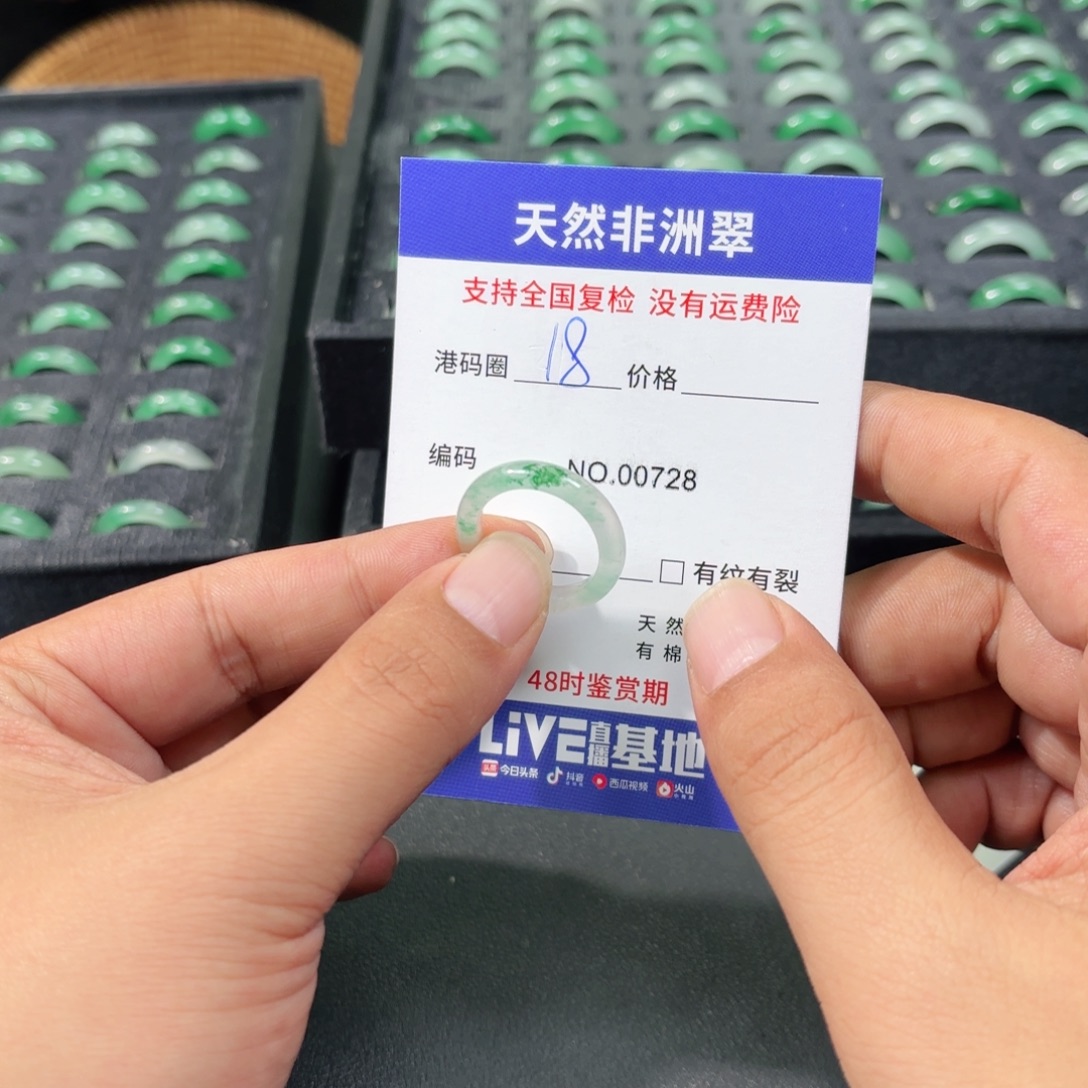 天然非洲翠
支持全国复检 没有运费险
港码圈 18 价格
编码 NO.00728
有纹有裂
天然
有棉
48时鉴赏期
LiVE直播基地
今日头条 抖音 西瓜视频 火山